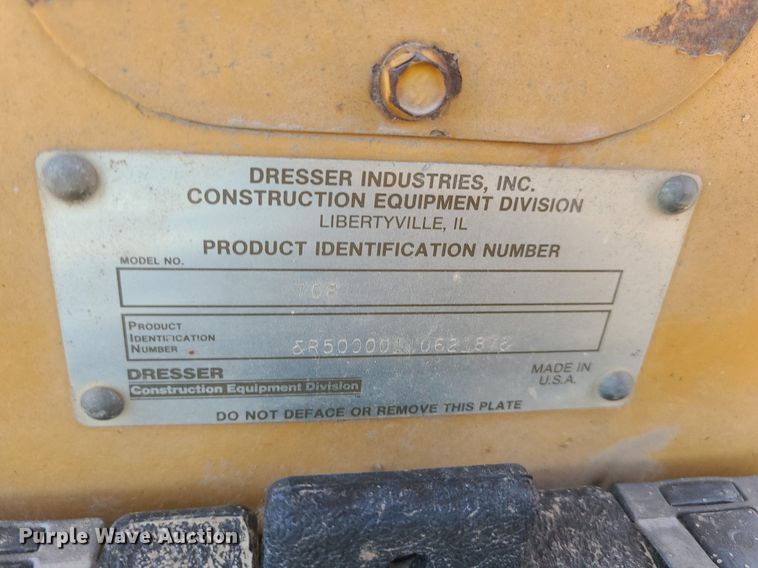 DRESSER INDUSTRIES, INC.
CONSTRUCTION EQUIPMENT DIVISION
LIBERTYVILLE, IL
PRODUCT IDENTIFICATION NUMBER
MODEL NO.
PRODUCT
IDENTIFICATION
NUMBER
DRESSER
Construction Equipment Division
MADE IN
U.S.A.
DO NOT DEFACE OR REMOVE THIS PLATE
Purple Wave Auction